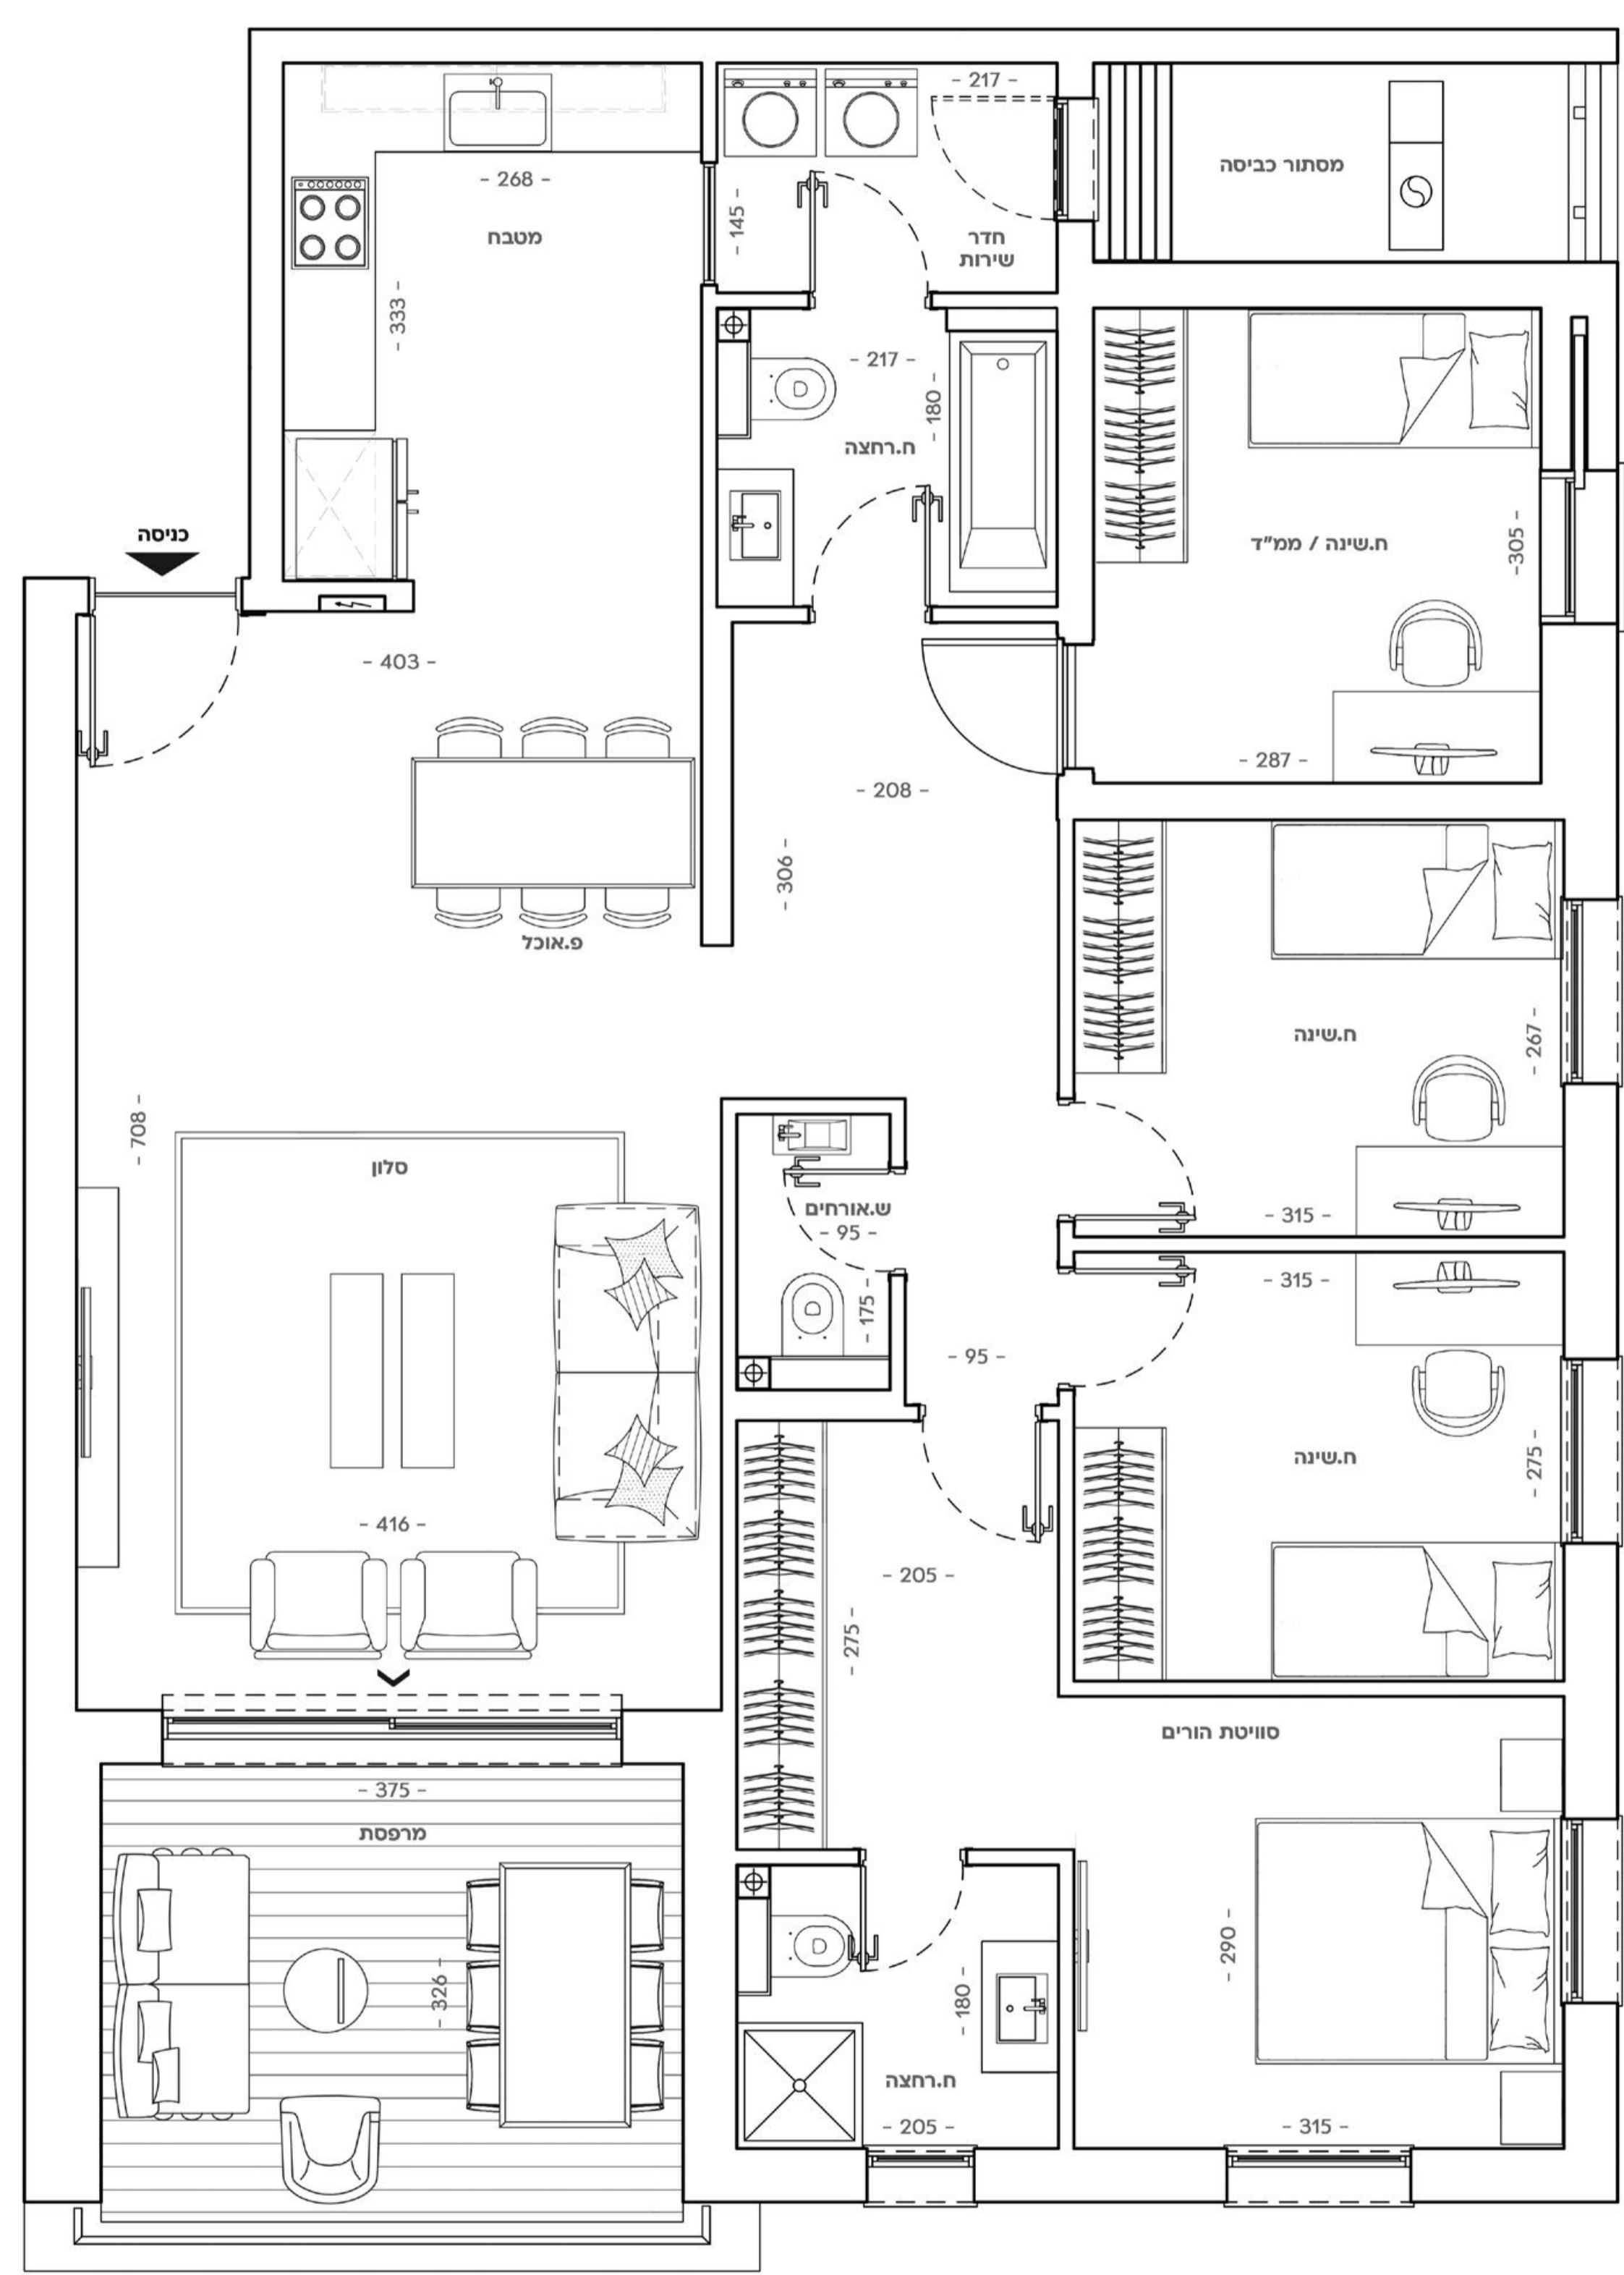 - 217 -
מסתור כביסה
- 268 -
מטבח
- 145 -
חדר
שירות
- 333 -
- 217 -
- 180 -
ח.רחצה
כניסה
ח.שינה / ממ"ד
-305 -
- 403 -
- 287 -
- 208 -
- 306 -
פ.אוכל
ח.שינה
- 267 -
- 708 -
סלון
ש.אורחים
- 95 -
- 315 -
- 175 -
- 315 -
- 95 -
ח.שינה
- 275 -
- 416 -
- 205 -
- 275 -
סוויטת הורים
- 375 -
מרפסת
- 290 -
- 326 -
- 180 -
ח.רחצה
- 205 -
- 315 -